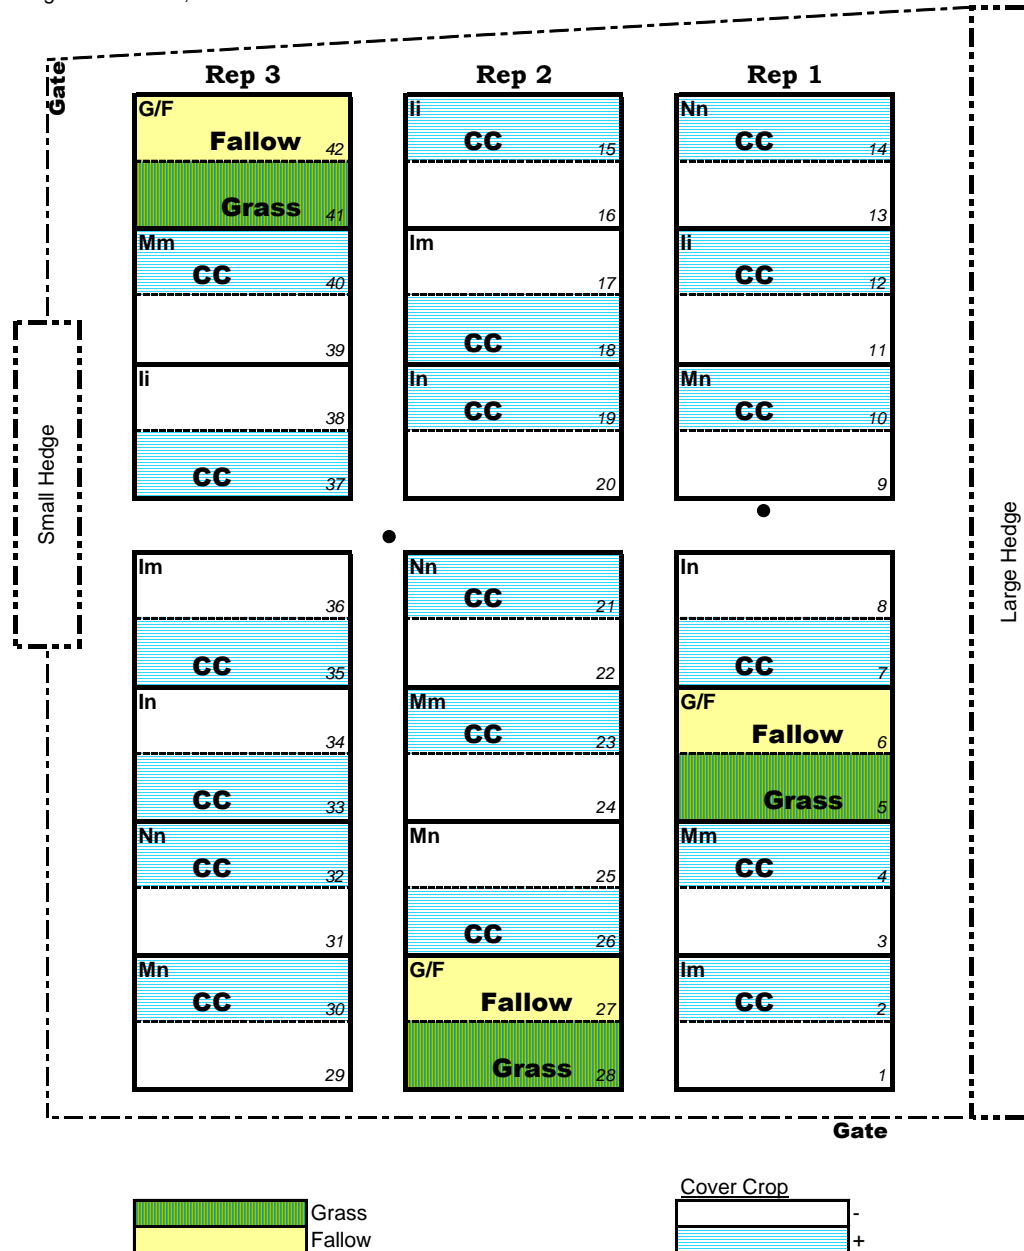 Gate
Rep 3
Rep 2
Rep 1
G/F
Fallow 42
Grass 41
Mm
CC 40
39
Ii
38
CC 37
Im
36
CC 35
In
34
CC 33
Nn
CC 32
31
Mn
CC 30
29
Ii
CC 15
16
Im
17
CC 18
In
CC 19
20
Nn
CC 21
22
Mm
CC 23
24
Mn
25
CC 26
G/F
Fallow 27
Grass 28
Nn
CC 14
13
Ii
CC 12
11
Mn
CC 10
9
In
8
CC 7
G/F
Fallow 6
Grass 5
Mm
CC 4
3
Im
CC 2
1
Small Hedge
Large Hedge
Gate
Grass
Fallow
Cover Crop
-
+